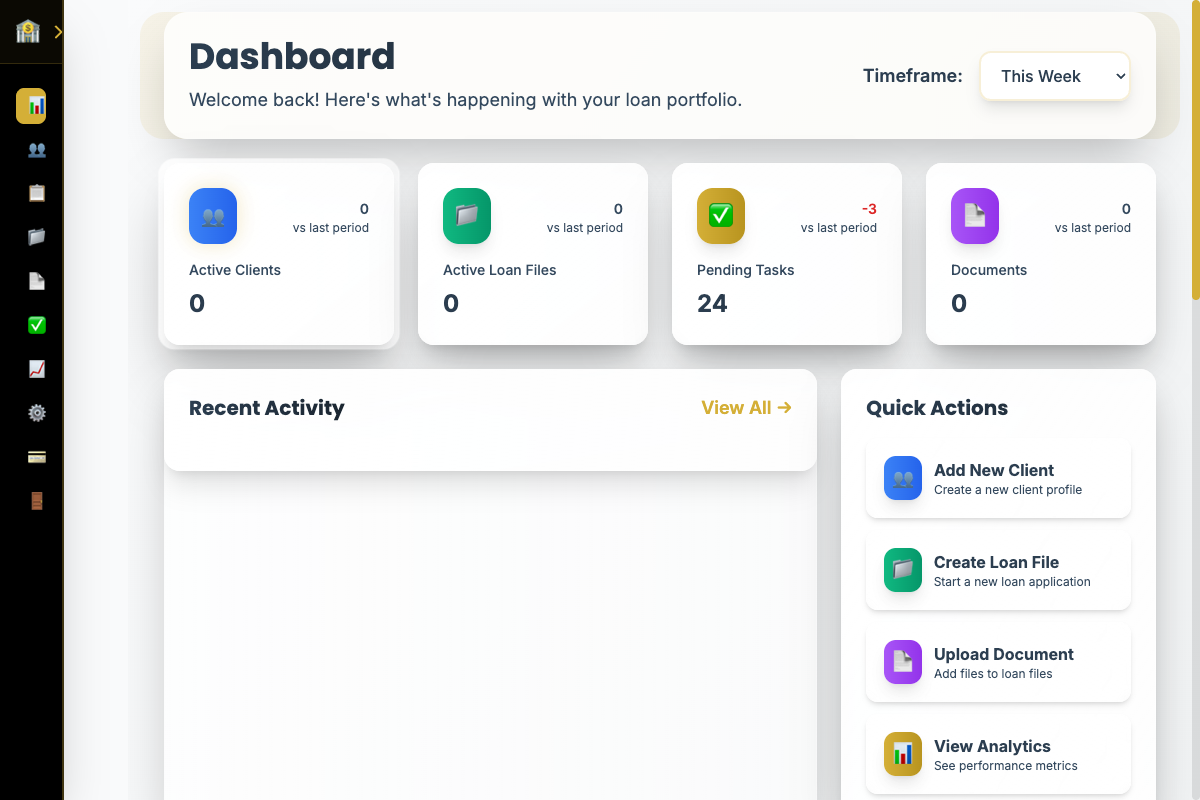 Dashboard
Welcome back! Here's what's happening with your loan portfolio.
Timeframe:
This Week
0
vs last period
Active Clients
0
0
vs last period
Active Loan Files
0
-3
vs last period
Pending Tasks
24
0
vs last period
Documents
0
Recent Activity
View All →
Quick Actions
Add New Client
Create a new client profile
Create Loan File
Start a new loan application
Upload Document
Add files to loan files
View Analytics
See performance metrics